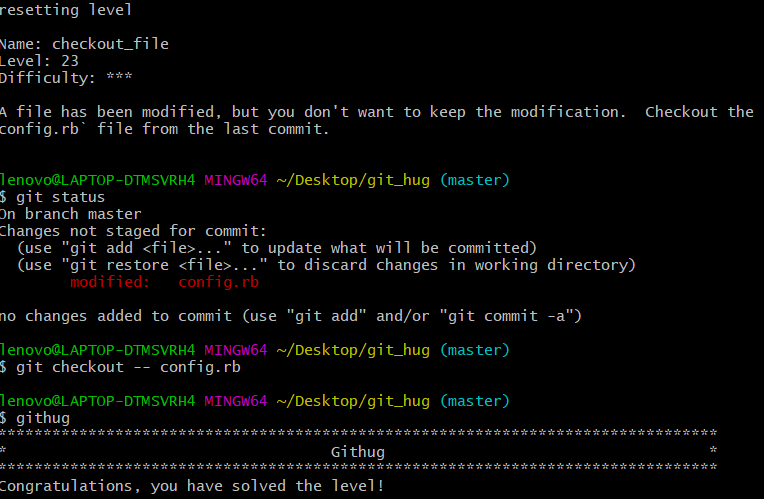 resetting level
Name: checkout_file
Level: 23
Difficulty: ***
A file has been modified, but you don't want to keep the modification.  Checkout the
config.rb` file from the last commit.
lenovo@LAPTOP-DTMSVRH4 MINGW64 ~/Desktop/git_hug (master)
$ git status
On branch master
Changes not staged for commit:
  (use "git add <file>..." to update what will be committed)
  (use "git restore <file>..." to discard changes in working directory)
        modified:   config.rb
no changes added to commit (use "git add" and/or "git commit -a")
lenovo@LAPTOP-DTMSVRH4 MINGW64 ~/Desktop/git_hug (master)
$ git checkout -- config.rb
lenovo@LAPTOP-DTMSVRH4 MINGW64 ~/Desktop/git_hug (master)
$ githug
********************************************************************************
*                                    Githug                                    *
********************************************************************************
Congratulations, you have solved the level!